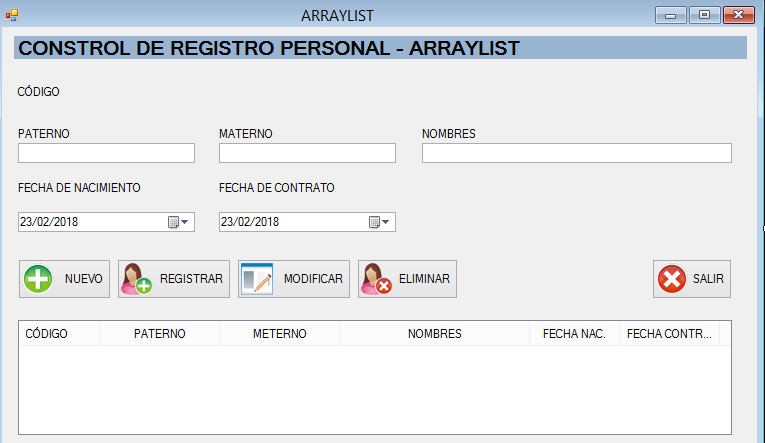 ARRAYLIST
CONSTROL DE REGISTRO PERSONAL - ARRAYLIST
CÓDIGO
PATERNO MATERNO NOMBRES
FECHA DE NACIMIENTO FECHA DE CONTRATO
23/02/2018 23/02/2018
NUEVO REGISTRAR MODIFICAR ELIMINAR SALIR
CÓDIGO PATERNO METERNO NOMBRES FECHA NAC. FECHA CONTR...